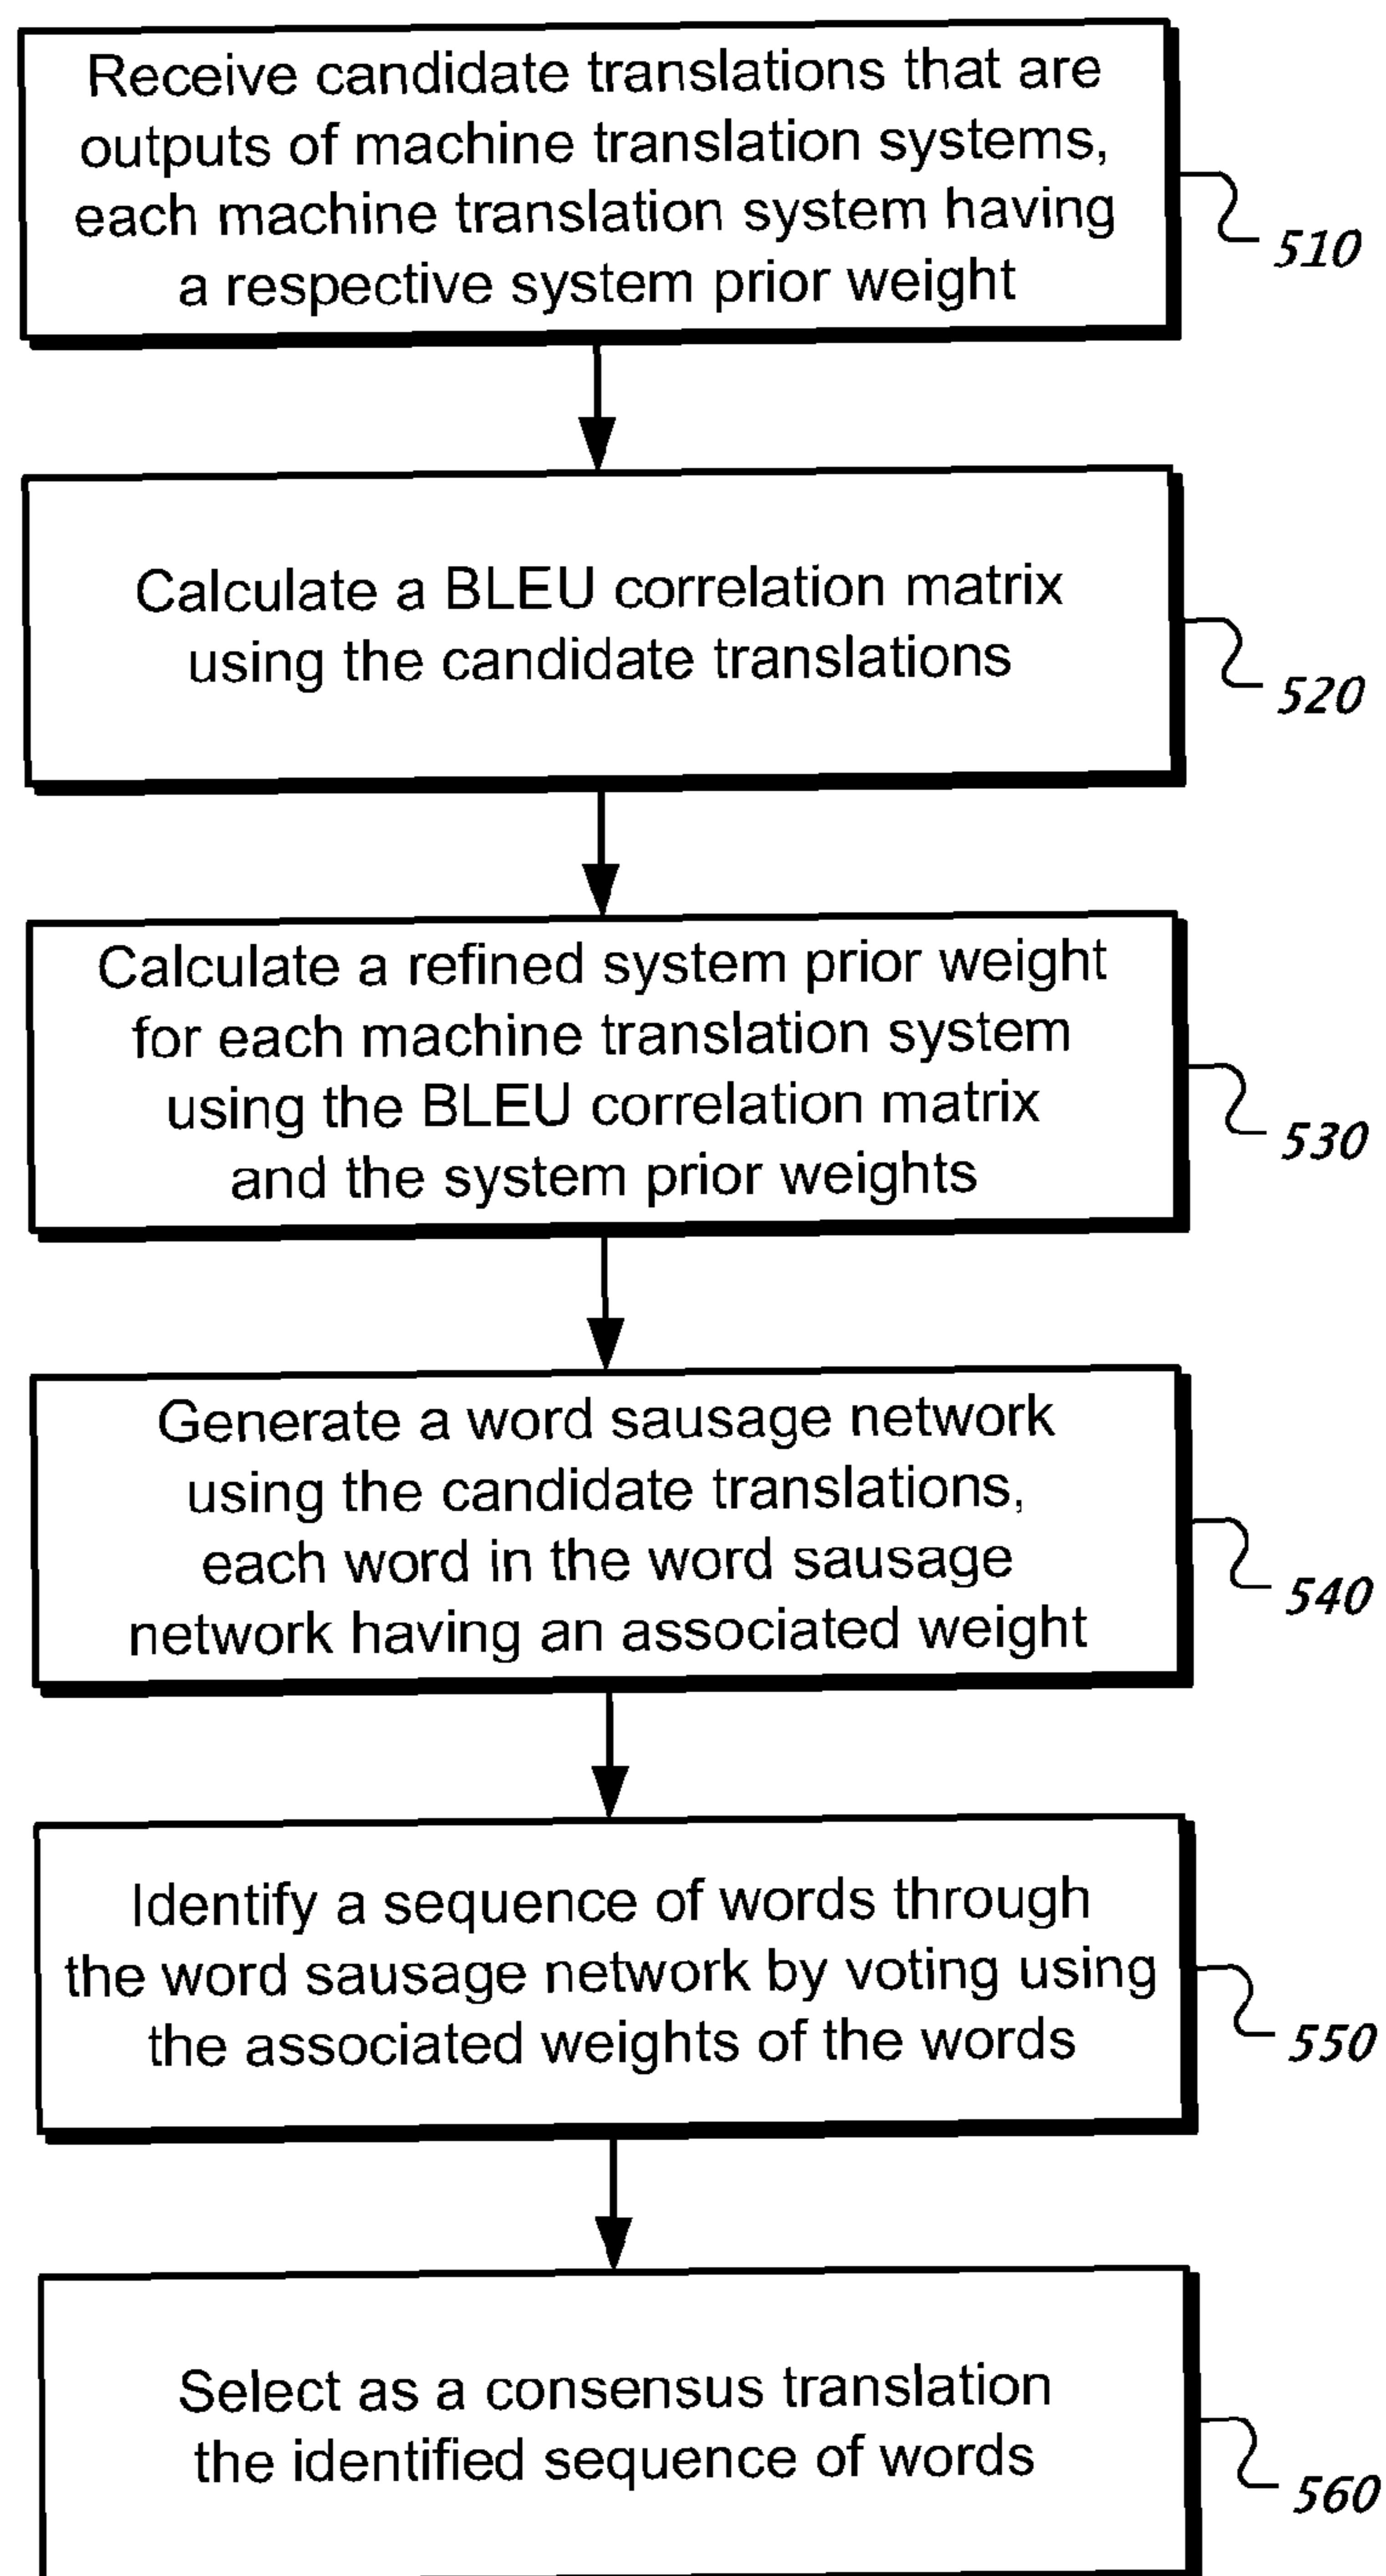 Receive candidate translations that are
outputs of machine translation systems,
each machine translation system having
a respective system prior weight
510
Calculate a BLEU correlation matrix
using the candidate translations
520
Calculate a refined system prior weight
for each machine translation system
using the BLEU correlation matrix
and the system prior weights
530
Generate a word sausage network
using the candidate translations,
each word in the word sausage
network having an associated weight
540
Identify a sequence of words through
the word sausage network by voting using
the associated weights of the words
550
Select as a consensus translation
the identified sequence of words
560